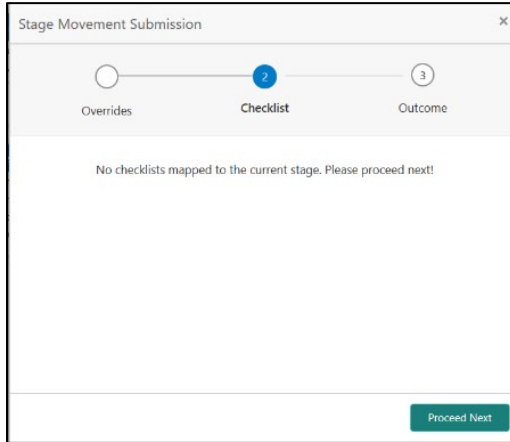 Stage Movement Submission ×
2 3
Overrides Checklist Outcome
No checklists mapped to the current stage. Please proceed next!
Proceed Next